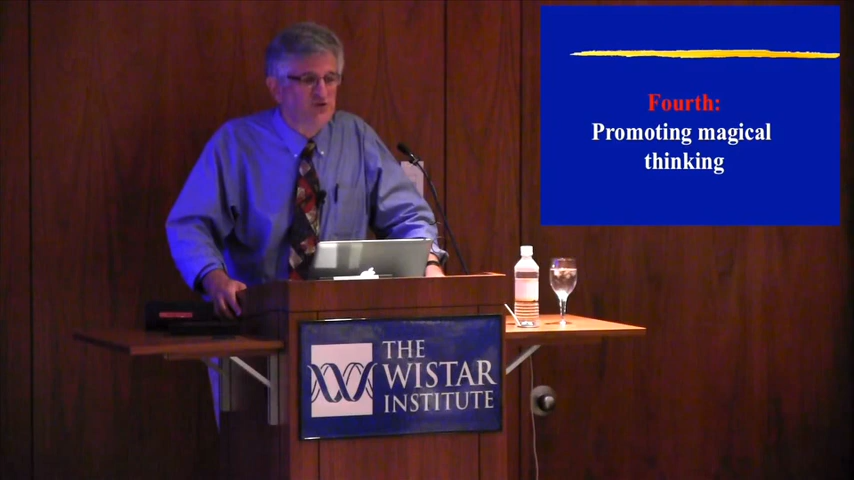 Fourth:
Promoting magical
thinking
THE
WISTAR
INSTITUTE